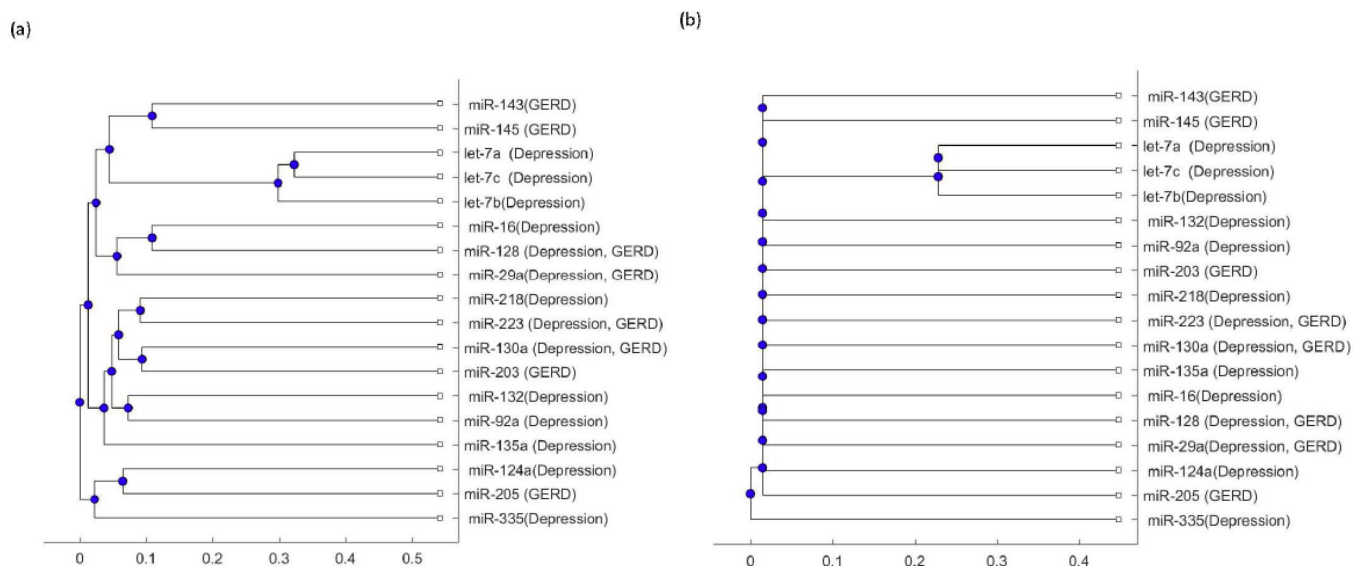 (a)
miR-143(GERD)
miR-145 (GERD)
let-7a (Depression)
let-7c (Depression)
let-7b(Depression)
miR-16(Depression)
miR-128 (Depression, GERD)
miR-29a(Depression, GERD)
miR-218(Depression)
miR-223 (Depression, GERD)
miR-130a (Depression, GERD)
miR-203 (GERD)
miR-132(Depression)
miR-92a (Depression)
miR-135a (Depression)
miR-124a(Depression)
miR-205 (GERD)
miR-335(Depression)
0 0.1 0.2 0.3 0.4 0.5
(b)
miR-143(GERD)
miR-145 (GERD)
let-7a (Depression)
let-7c (Depression)
let-7b(Depression)
miR-132(Depression)
miR-92a (Depression)
miR-203 (GERD)
miR-218(Depression)
miR-223 (Depression, GERD)
miR-130a (Depression, GERD)
miR-135a (Depression)
miR-16(Depression)
miR-128 (Depression, GERD)
miR-29a(Depression, GERD)
miR-124a(Depression)
miR-205 (GERD)
miR-335(Depression)
0 0.1 0.2 0.3 0.4